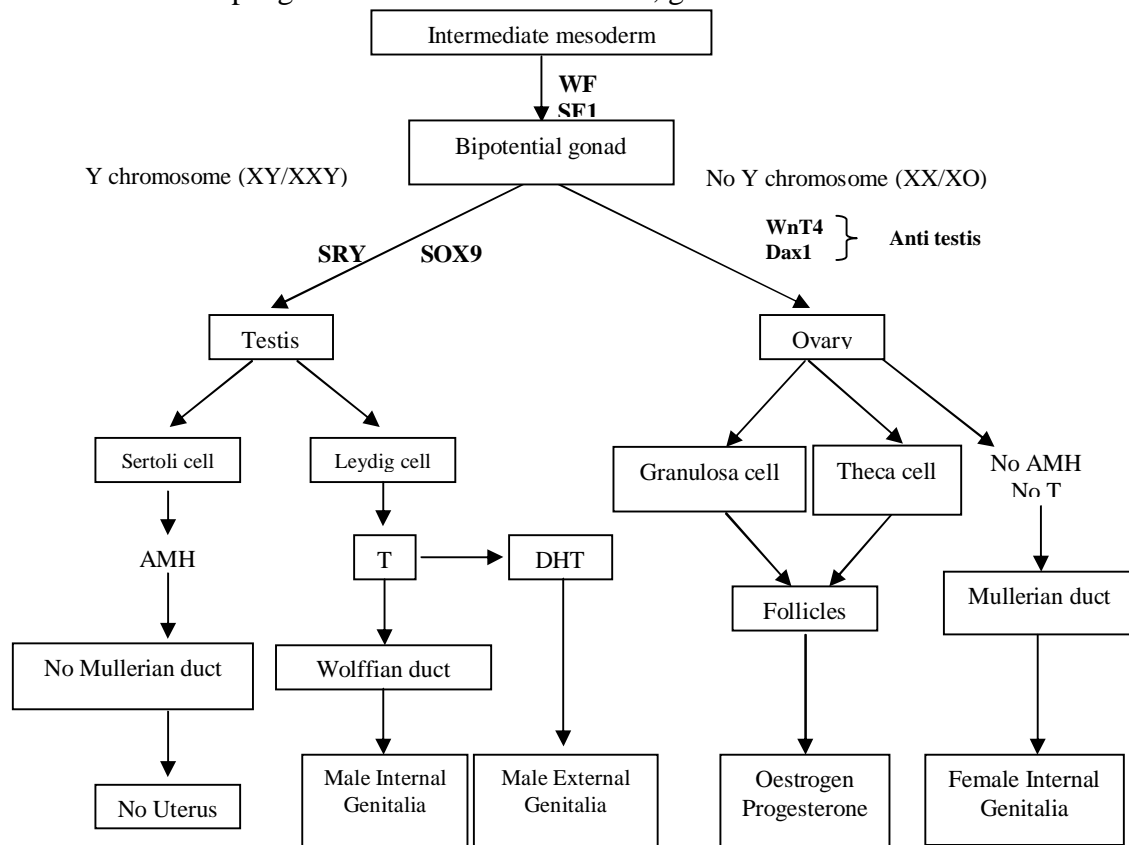 Intermediate mesoderm
WF
SF1
Bipotential gonad
Y chromosome (XY/XXY)
No Y chromosome (XX/XO)
WnT4
Dax1
Anti testis
SRY
SOX9
Testis
Ovary
Sertoli cell
Leydig cell
Granulosa cell
Theca cell
No AMH
No T
AMH
T
DHT
Follicles
Mullerian duct
No Mullerian duct
Wolffian duct
No Uterus
Male Internal
Genitalia
Male External
Genitalia
Oestrogen
Progesterone
Female Internal
Genitalia